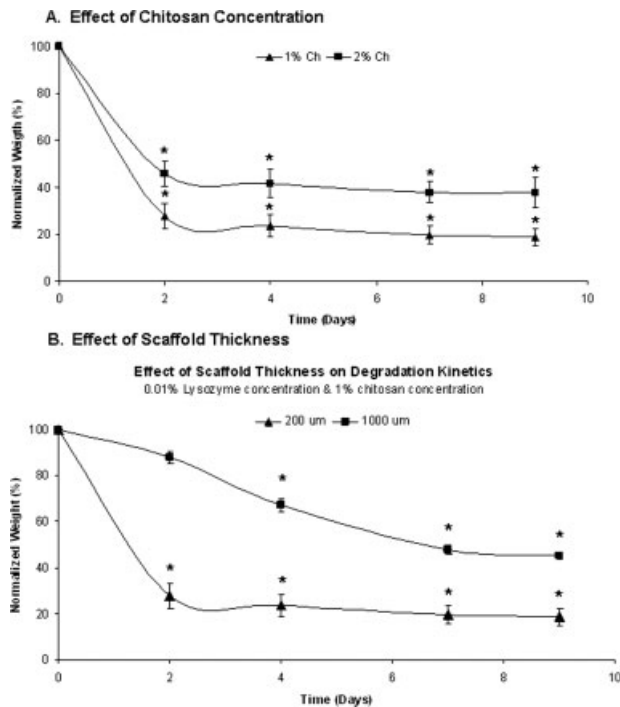 A. Effect of Chitosan Concentration
1% Ch 2% Ch
100
80
60
40
20
0
Normalized Weigth (%)
* * * *
* * * *
0 2 4 6 8 10
Time (Days)
B. Effect of Scaffold Thickness
Effect of Scaffold Thickness on Degradation Kinetics
0.01% Lysozyme concentration & 1% chitosan concentration
200 um 1000 um
100
80
60
40
20
0
Normalized Weight (%)
* * *
* * * *
0 2 4 6 8 10
Time (Days)